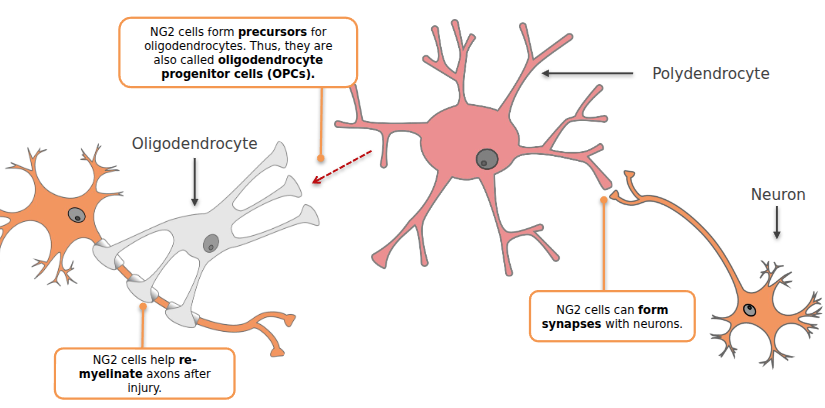 NG2 cells form precursors for
oligodendrocytes. Thus, they are
also called oligodendrocyte
progenitor cells (OPCs).
Polydendrocyte
Oligodendrocyte
Neuron
NG2 cells can form
synapses with neurons.
NG2 cells help re-
myelinate axons after
injury.